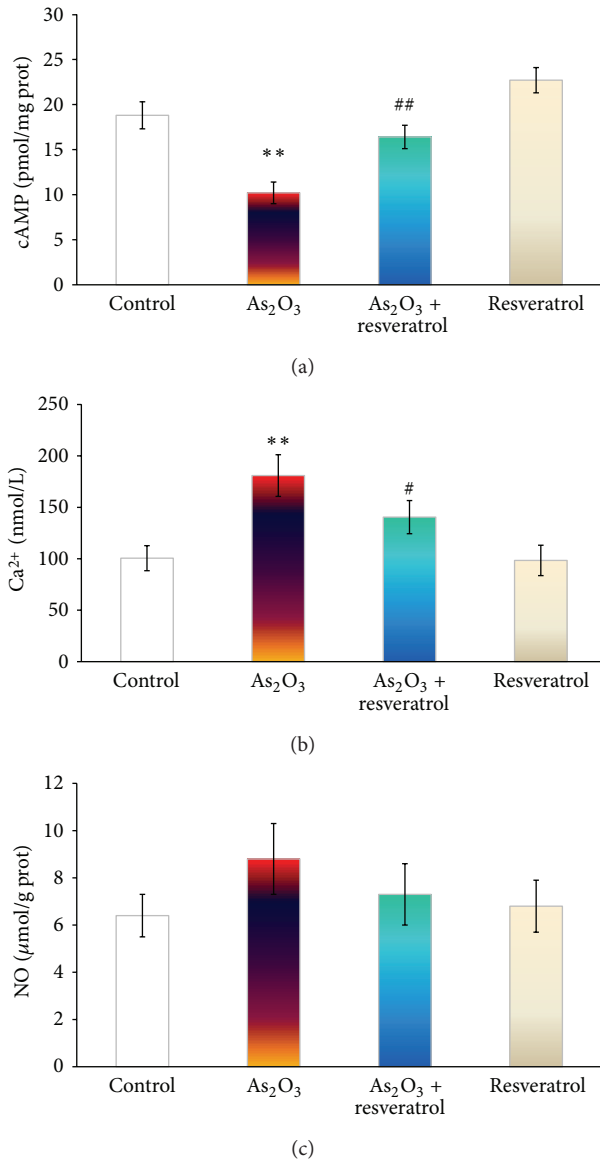 30
25
20
15
10
5
0
cAMP (pmol/mg prot)
**
##
Control
As₂O₃
As₂O₃ +
resveratrol
Resveratrol
(a)
250
200
150
100
50
0
Ca²⁺ (nmol/L)
**
#
Control
As₂O₃
As₂O₃ +
resveratrol
Resveratrol
(b)
12
10
8
6
4
2
0
NO (μmol/g prot)
Control
As₂O₃
As₂O₃ +
resveratrol
Resveratrol
(c)